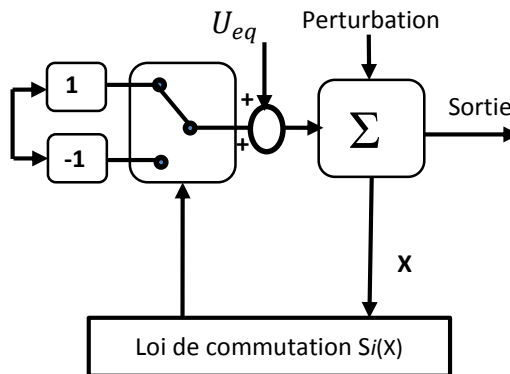 U_eq
Perturbation
1
+
Sortie
-1
+
Σ
X
Loi de commutation Si(X)